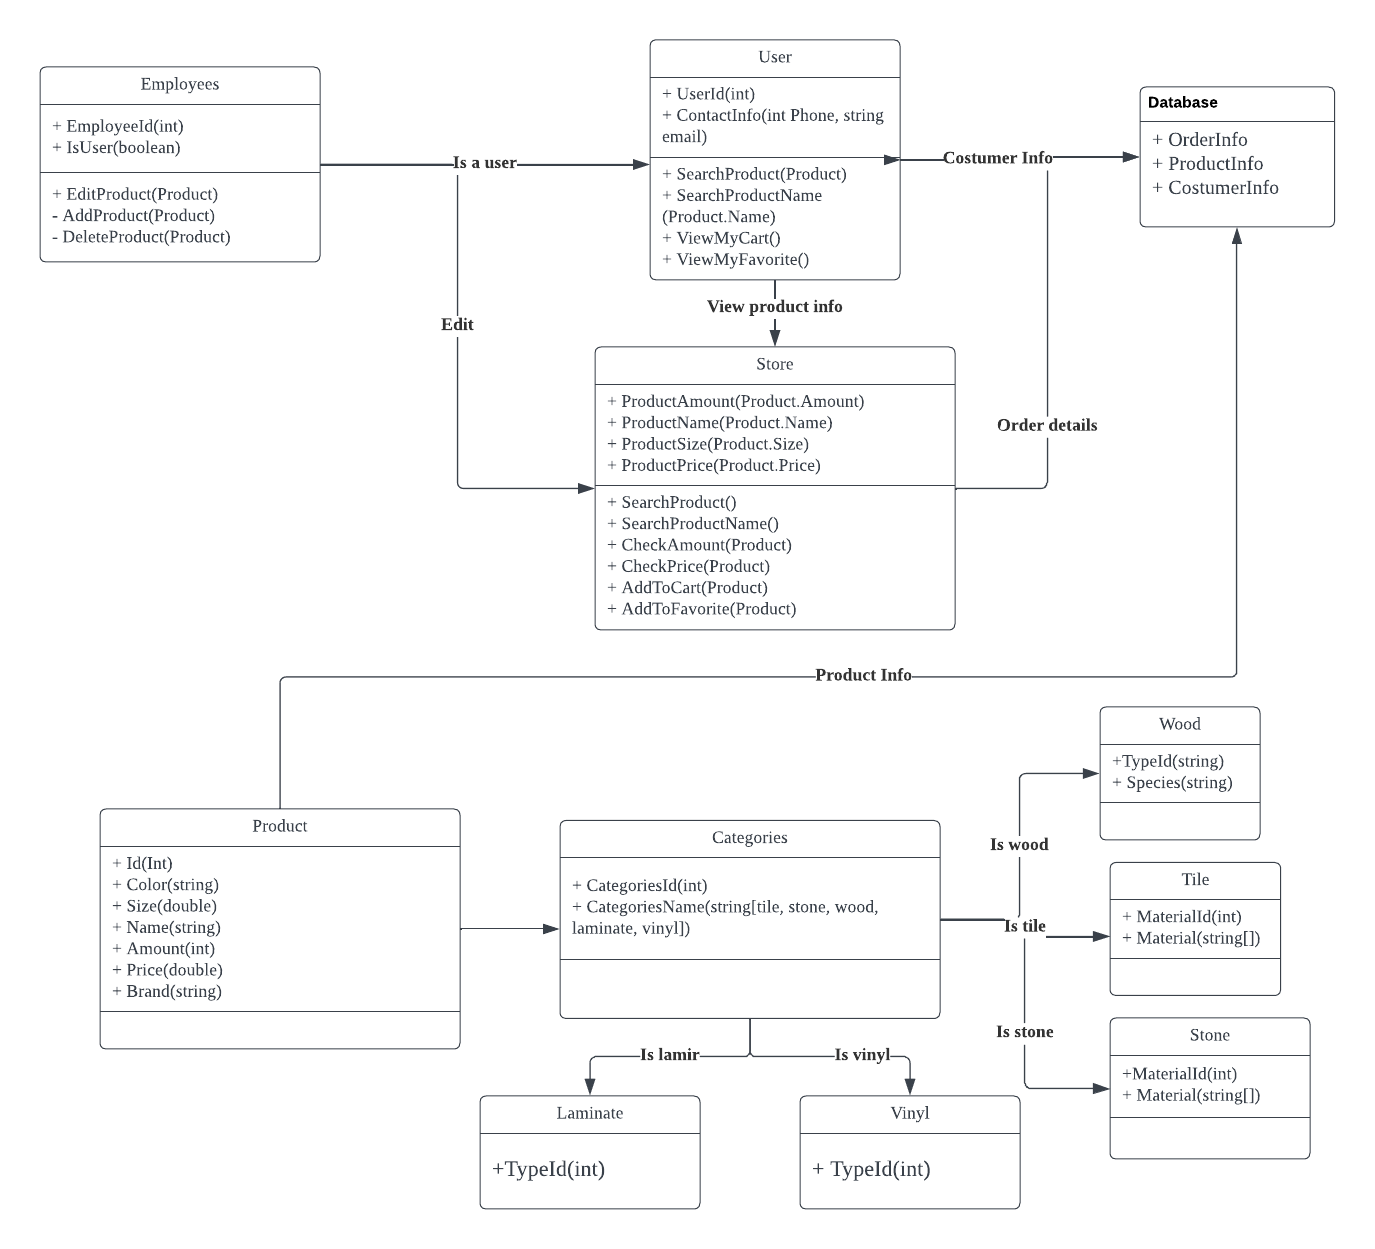 Employees
+ EmployeeId(int)
+ IsUser(boolean)
+ EditProduct(Product)
- AddProduct(Product)
- DeleteProduct(Product)
Is a user
Edit
User
+ UserId(int)
+ ContactInfo(int Phone, string
email)
+ SearchProduct(Product)
+ SearchProductName
(Product.Name)
+ ViewMyCart()
+ ViewMyFavorite()
Costumer Info
Database
+ OrderInfo
+ ProductInfo
+ CostumerInfo
View product info
Store
+ ProductAmount(Product.Amount)
+ ProductName(Product.Name)
+ ProductSize(Product.Size)
+ ProductPrice(Product.Price)
+ SearchProduct()
+ SearchProductName()
+ CheckAmount(Product)
+ CheckPrice(Product)
+ AddToCart(Product)
+ AddToFavorite(Product)
Order details
Product Info
Product
+ Id(Int)
+ Color(string)
+ Size(double)
+ Name(string)
+ Amount(int)
+ Price(double)
+ Brand(string)
Categories
+ CategoriesId(int)
+ CategoriesName(string[tile, stone, wood,
laminate, vinyl])
Is wood
Is tile
Is stone
Wood
+TypeId(string)
+ Species(string)
Tile
+ MaterialId(int)
+ Material(string[])
Stone
+MaterialId(int)
+ Material(string[])
Is lamir
Is vinyl
Laminate
+TypeId(int)
Vinyl
+ TypeId(int)